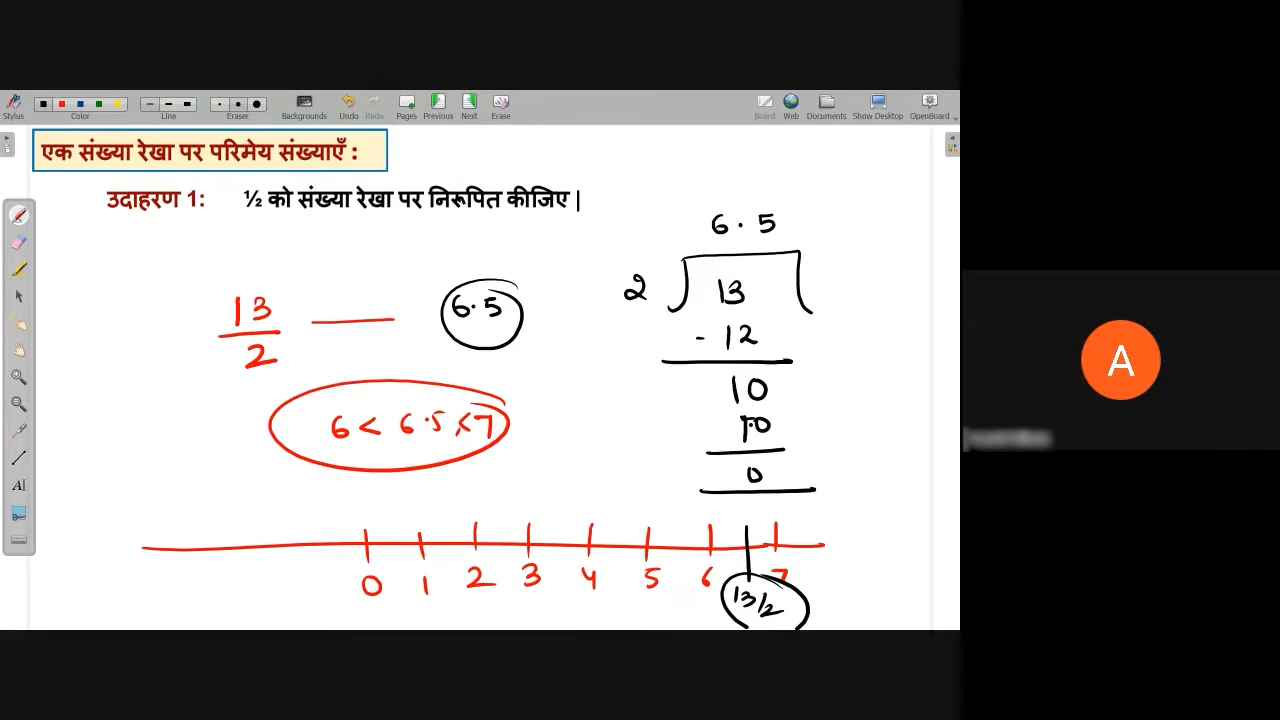 Stylus Color Line Eraser Backgrounds Undo Redo Pages Previous Next Erase Board Web Documents Show Desktop OpenBoard
एक संख्या रेखा पर परिमेय संख्याएँ :
उदाहरण 1: ½ को संख्या रेखा पर निरूपित कीजिए |
6.5
2 13
- 12
10
10
0
13/2 — 6.5
6 < 6.5 < 7
0 1 2 3 4 5 6 7
13/2
A